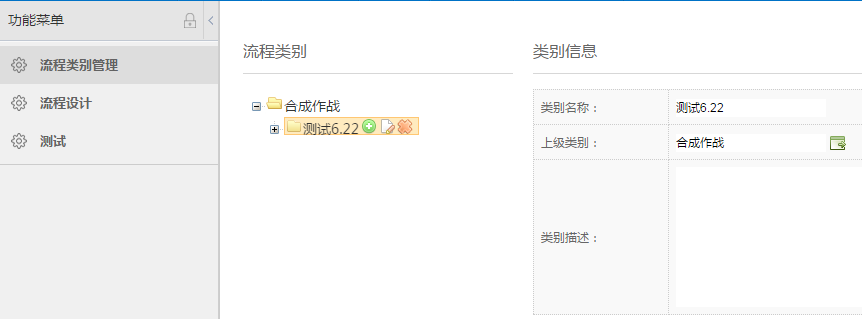 功能菜单
流程类别管理
流程设计
测试
流程类别
合成作战
测试6.22
类别信息
类别名称：
测试6.22
上级类别：
合成作战
类别描述：